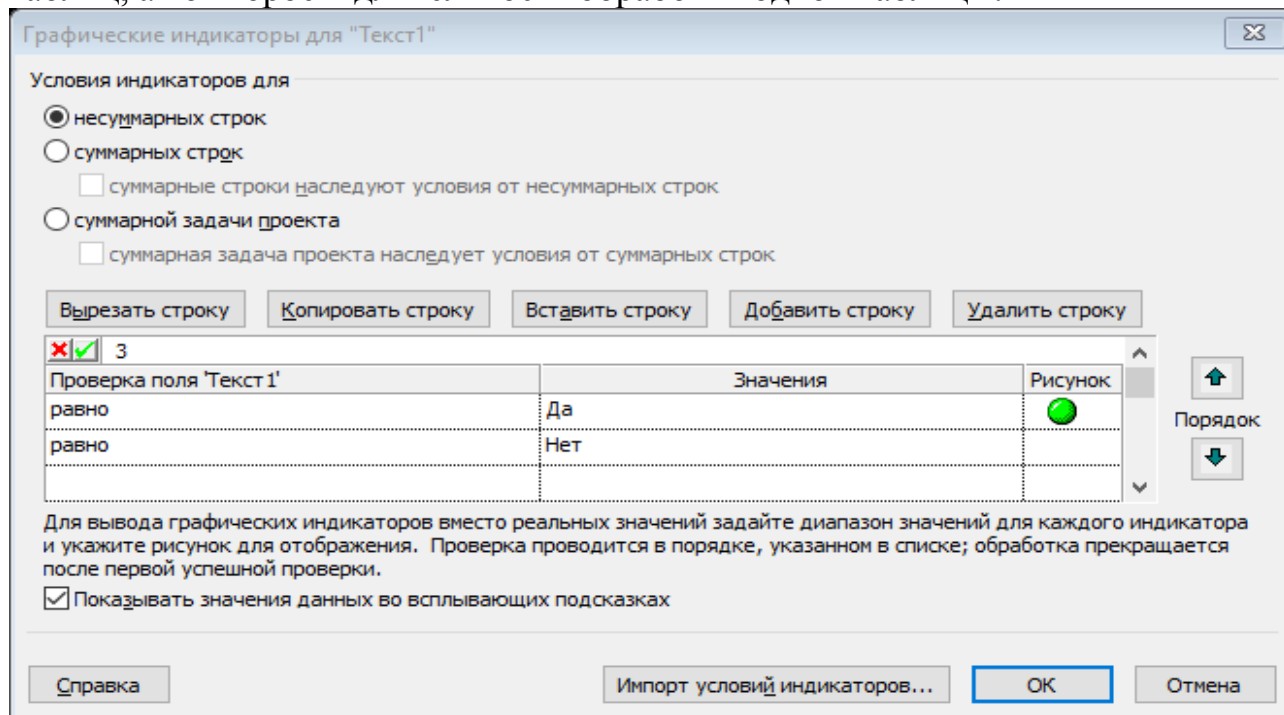 Графические индикаторы для "Текст1"
Условия индикаторов для
несуммарных строк
суммарных строк
суммарные строки наследуют условия от несуммарных строк
суммарной задачи проекта
суммарная задача проекта наследует условия от суммарных строк
Вырезать строку Копировать строку Вставить строку Добавить строку Удалить строку
3
Проверка поля 'Текст1' Значения Рисунок
равно Да
Порядок
равно Нет
Для вывода графических индикаторов вместо реальных значений задайте диапазон значений для каждого индикатора
и укажите рисунок для отображения. Проверка проводится в порядке, указанном в списке; обработка прекращается
после первой успешной проверки.
Показывать значения данных во всплывающих подсказках
Справка Импорт условий индикаторов... ОК Отмена